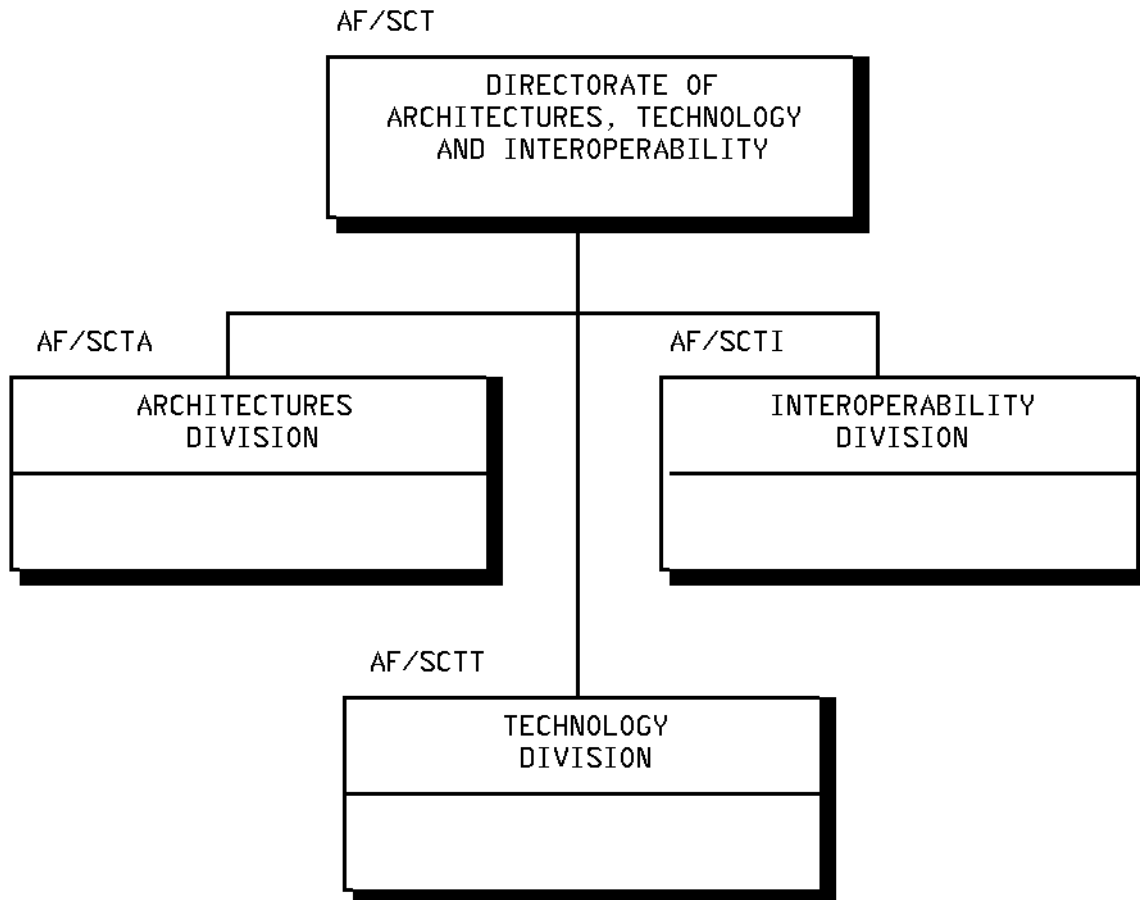 AF/SCT
DIRECTORATE OF
ARCHITECTURES, TECHNOLOGY
AND INTEROPERABILITY
AF/SCTA
ARCHITECTURES
DIVISION
AF/SCTI
INTEROPERABILITY
DIVISION
AF/SCTT
TECHNOLOGY
DIVISION